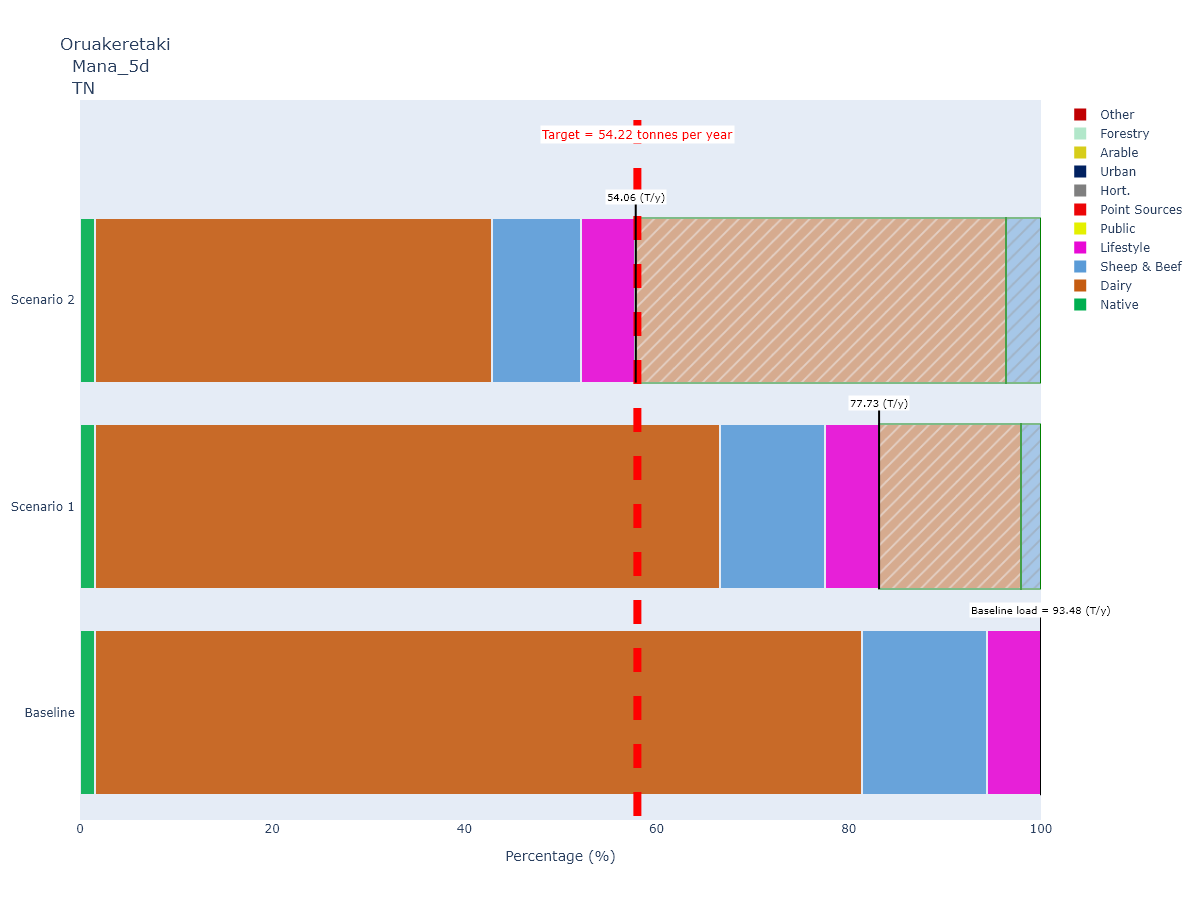 Oruakeretaki
Mana_5d
TN
Target = 54.22 tonnes per year
54.06 (T/y)
Scenario 2
77.73 (T/y)
Scenario 1
Baseline load = 93.48 (T/y)
Baseline
0 20 40 60 80 100
Percentage (%)
Other
Forestry
Arable
Urban
Hort.
Point Sources
Public
Lifestyle
Sheep & Beef
Dairy
Native